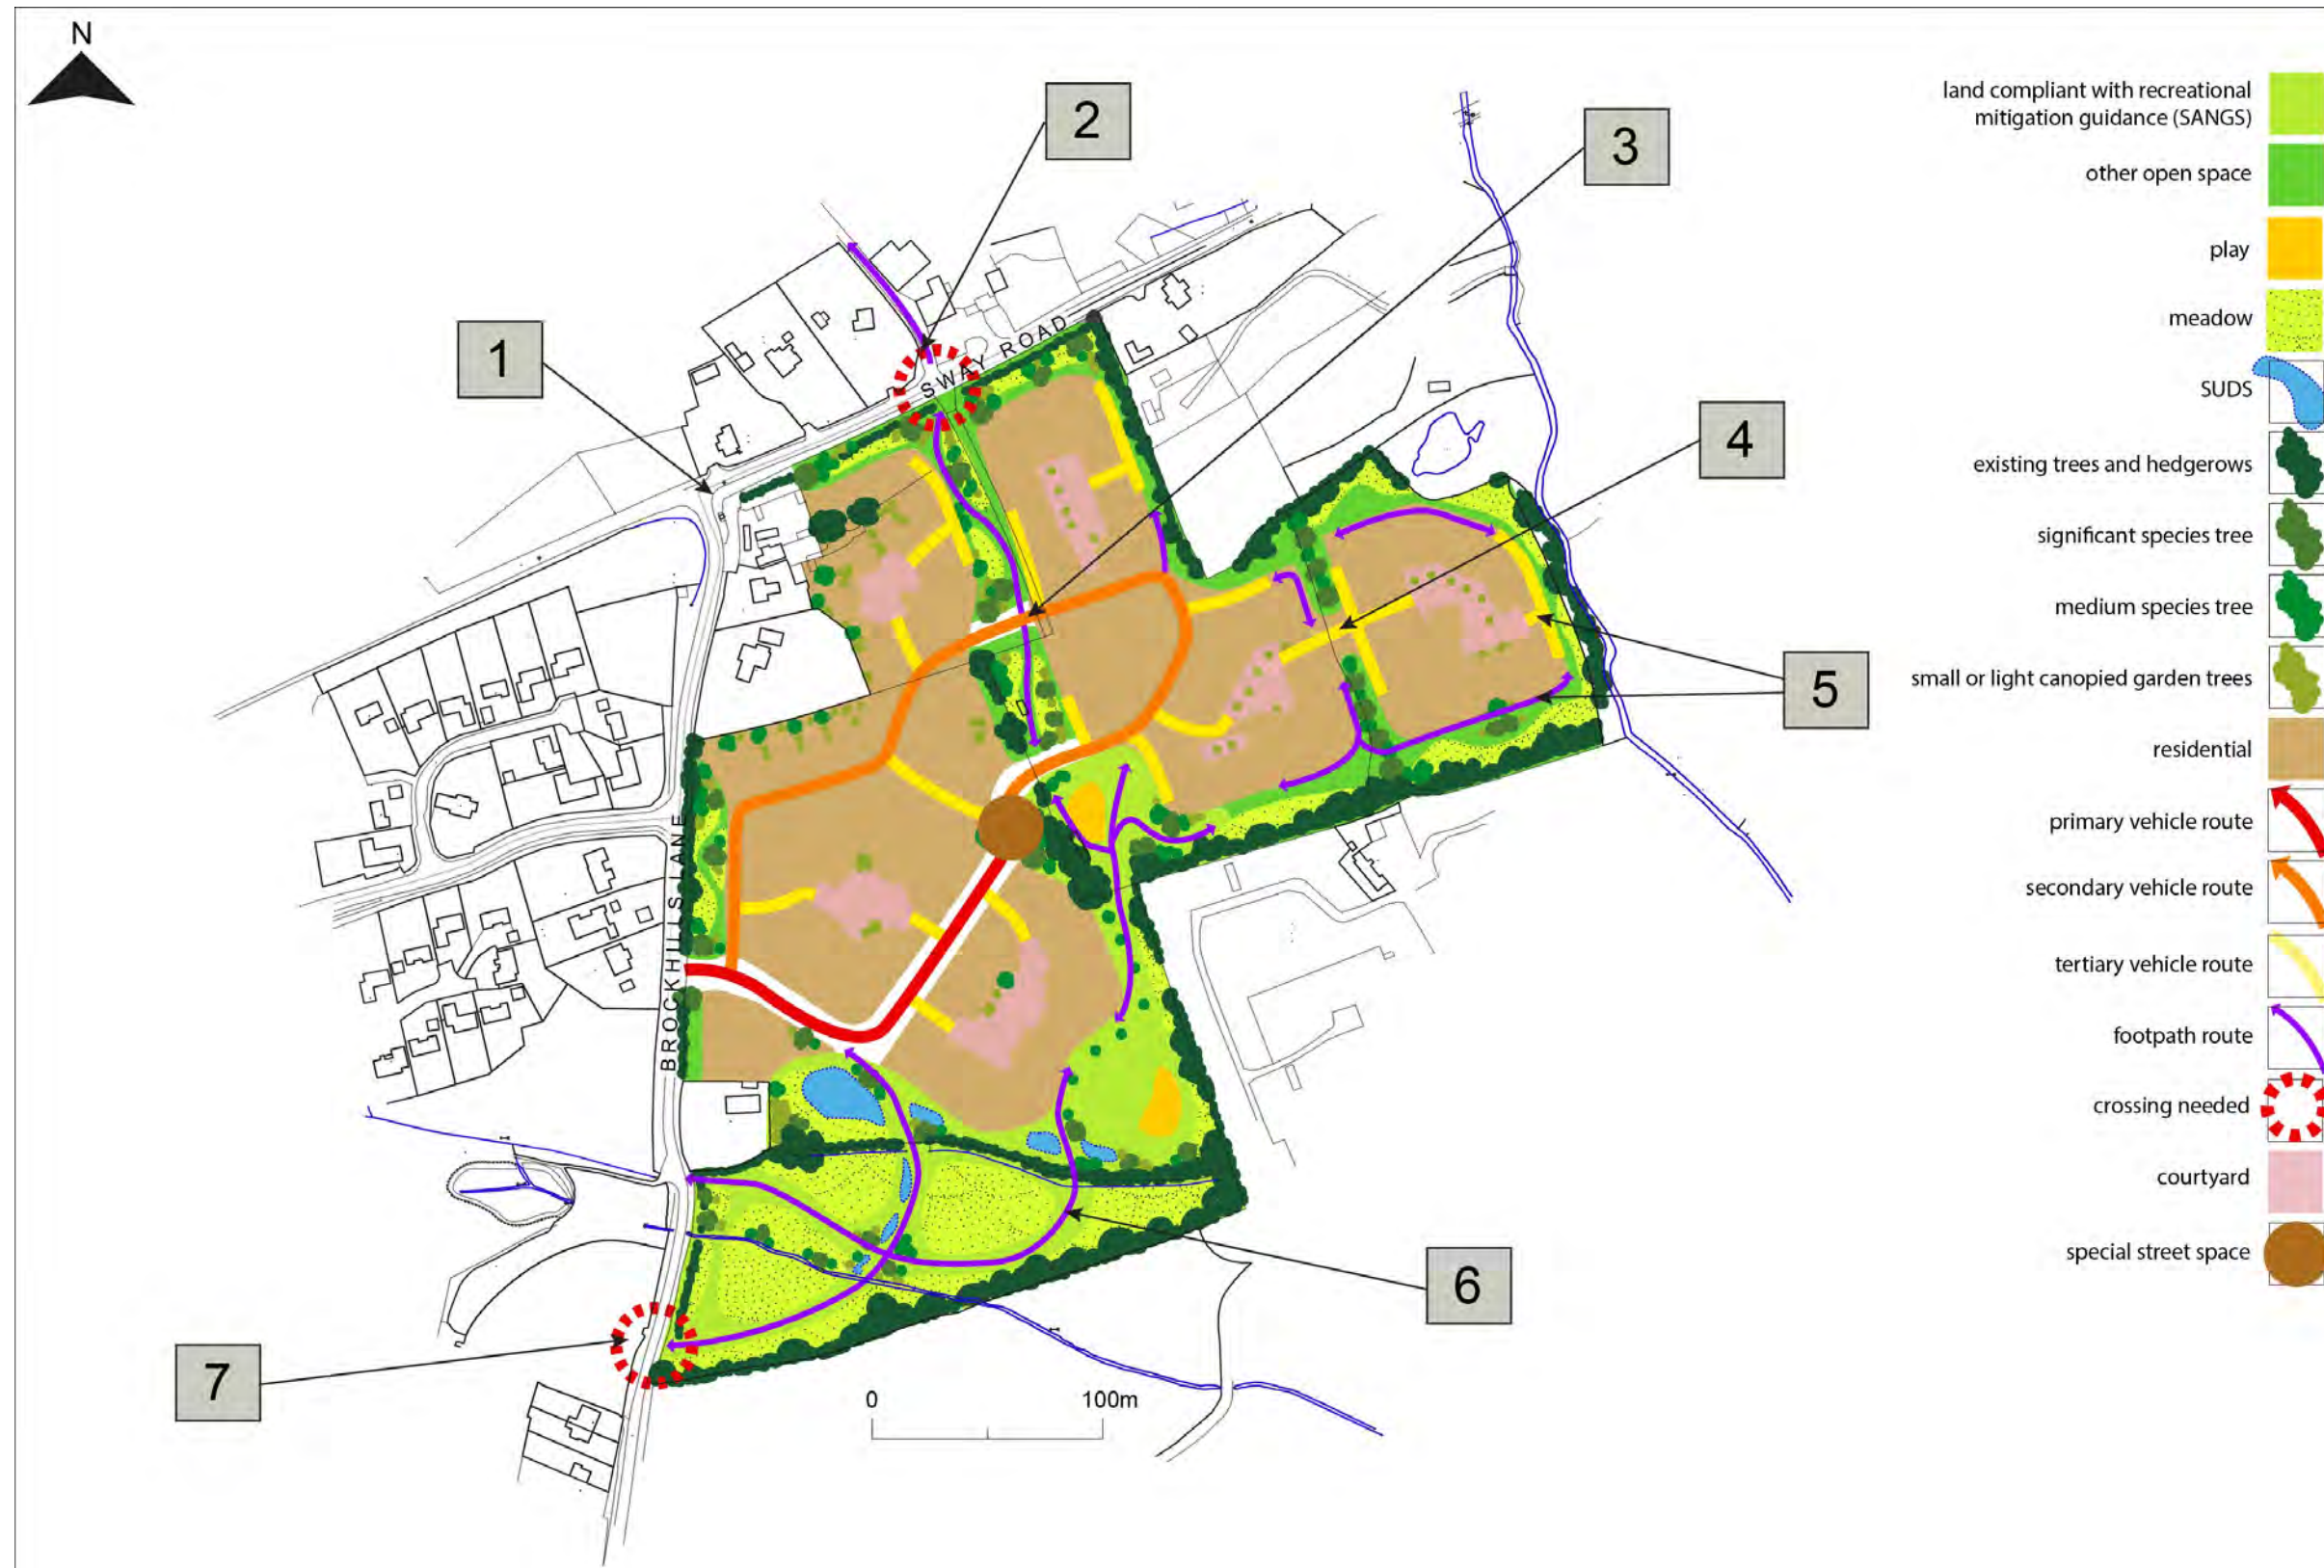 N
2
3
1
4
5
6
7
SWAY ROAD
BROCKHILLS LANE
0 100m
land compliant with recreational
mitigation guidance (SANGS)
other open space
play
meadow
SUDS
existing trees and hedgerows
significant species tree
medium species tree
small or light canopied garden trees
residential
primary vehicle route
secondary vehicle route
tertiary vehicle route
footpath route
crossing needed
courtyard
special street space